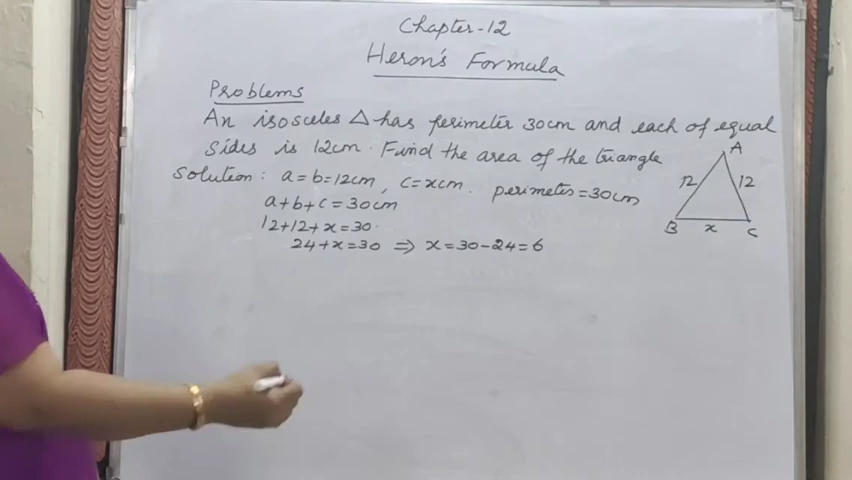 Chapter-12
Heron's Formula
Problems
An isosceles △ has perimeter 30cm and each of equal
sides is 12cm. Find the area of the triangle
Solution: a=b=12cm, c=xcm. perimeter=30cm
a+b+c=30cm
12+12+x=30.
24+x=30 ⇒ x=30-24=6
A
12 12
B x C